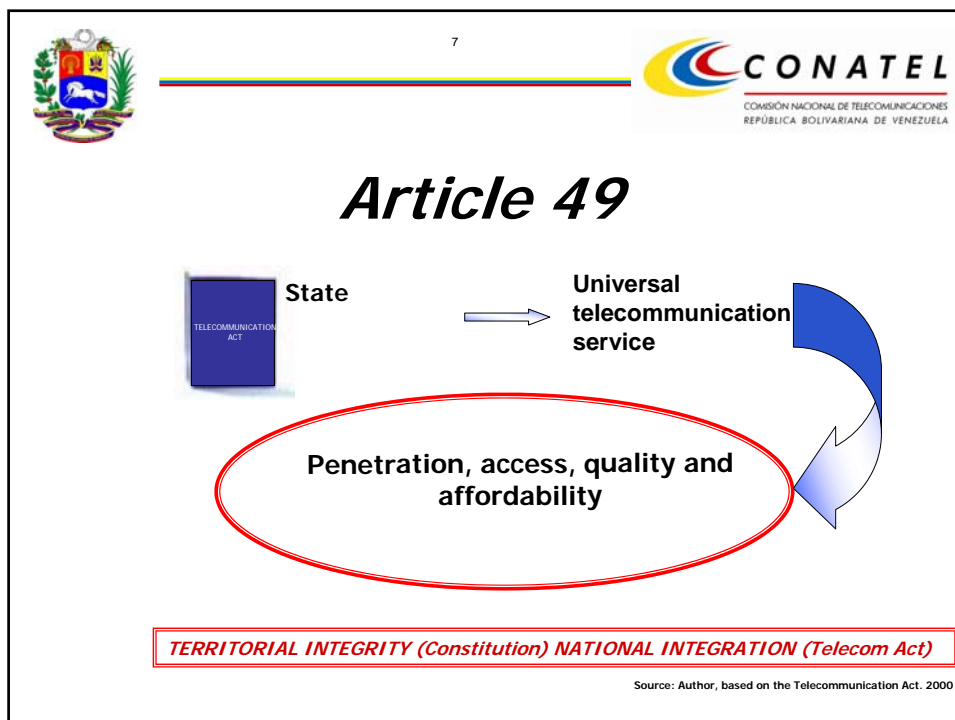 7
CONATEL
COMISIÓN NACIONAL DE TELECOMUNICACIONES
REPÚBLICA BOLIVARIANA DE VENEZUELA
Article 49
TELECOMMUNICATION
ACT
State
Universal
telecommunication
service
Penetration, access, quality and
affordability
TERRITORIAL INTEGRITY (Constitution) NATIONAL INTEGRATION (Telecom Act)
Source: Author, based on the Telecommunication Act. 2000